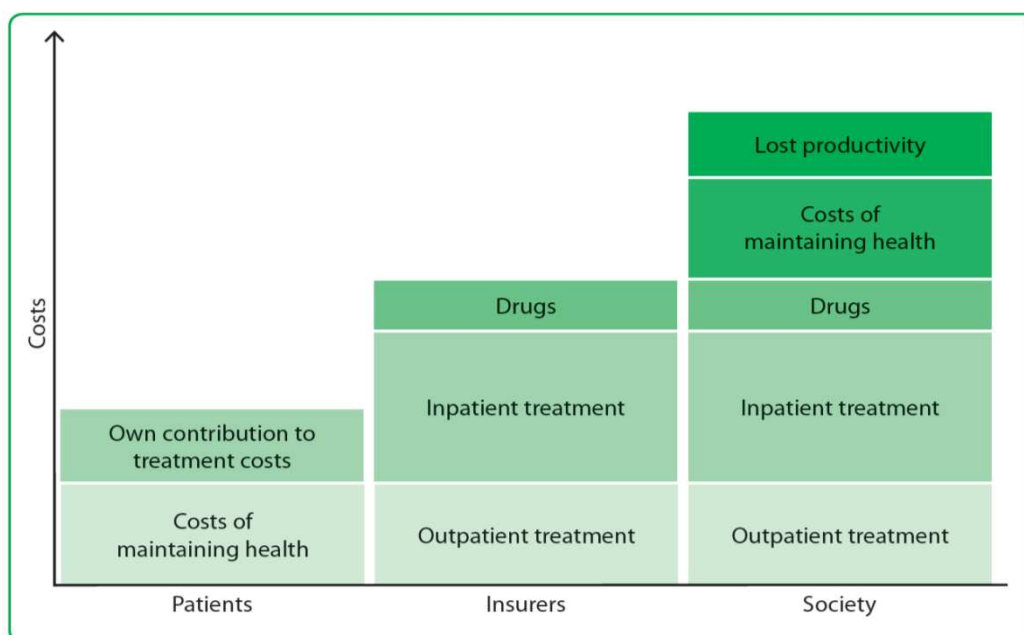 Costs
Lost productivity
Costs of
maintaining health
Drugs
Drugs
Inpatient treatment
Inpatient treatment
Own contribution to
treatment costs
Costs of
maintaining health
Outpatient treatment
Outpatient treatment
Patients
Insurers
Society